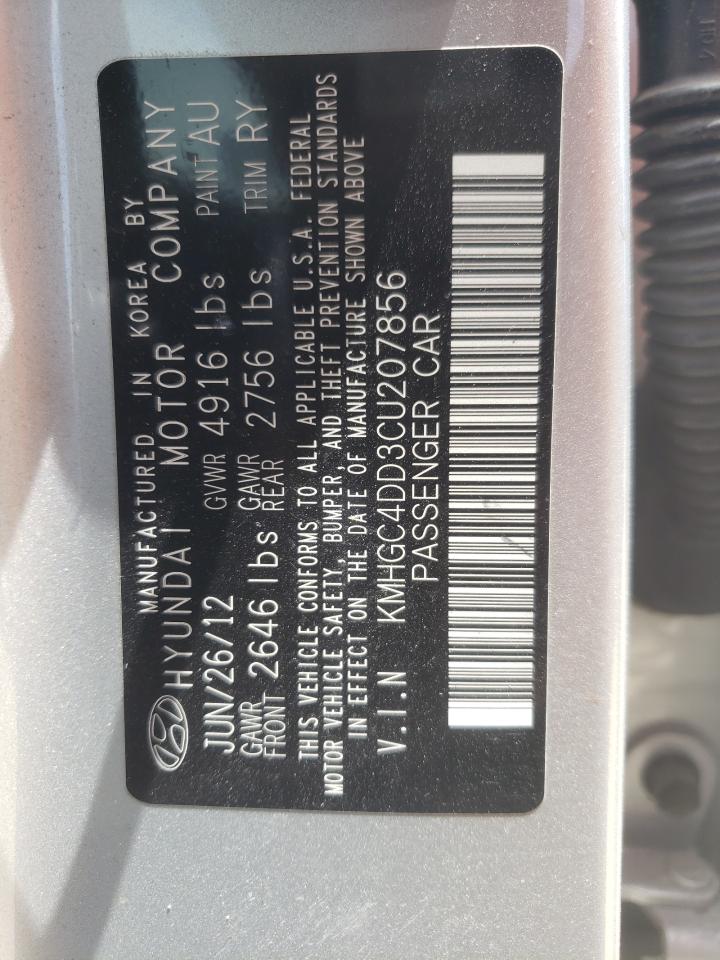 MANUFACTURED IN KOREA BY
HYUNDAI MOTOR COMPANY
JUN/26/12 GVWR 4916 lbs PAINT AU
GAWR FRONT 2646 lbs GAWR REAR 2756 lbs TRIM RY
THIS VEHICLE CONFORMS TO ALL APPLICABLE U.S.A. FEDERAL
MOTOR VEHICLE SAFETY, BUMPER, AND THEFT PREVENTION STANDARDS
IN EFFECT ON THE DATE OF MANUFACTURE SHOWN ABOVE
V.I.N KMHGC4DD3CU207856
PASSENGER CAR